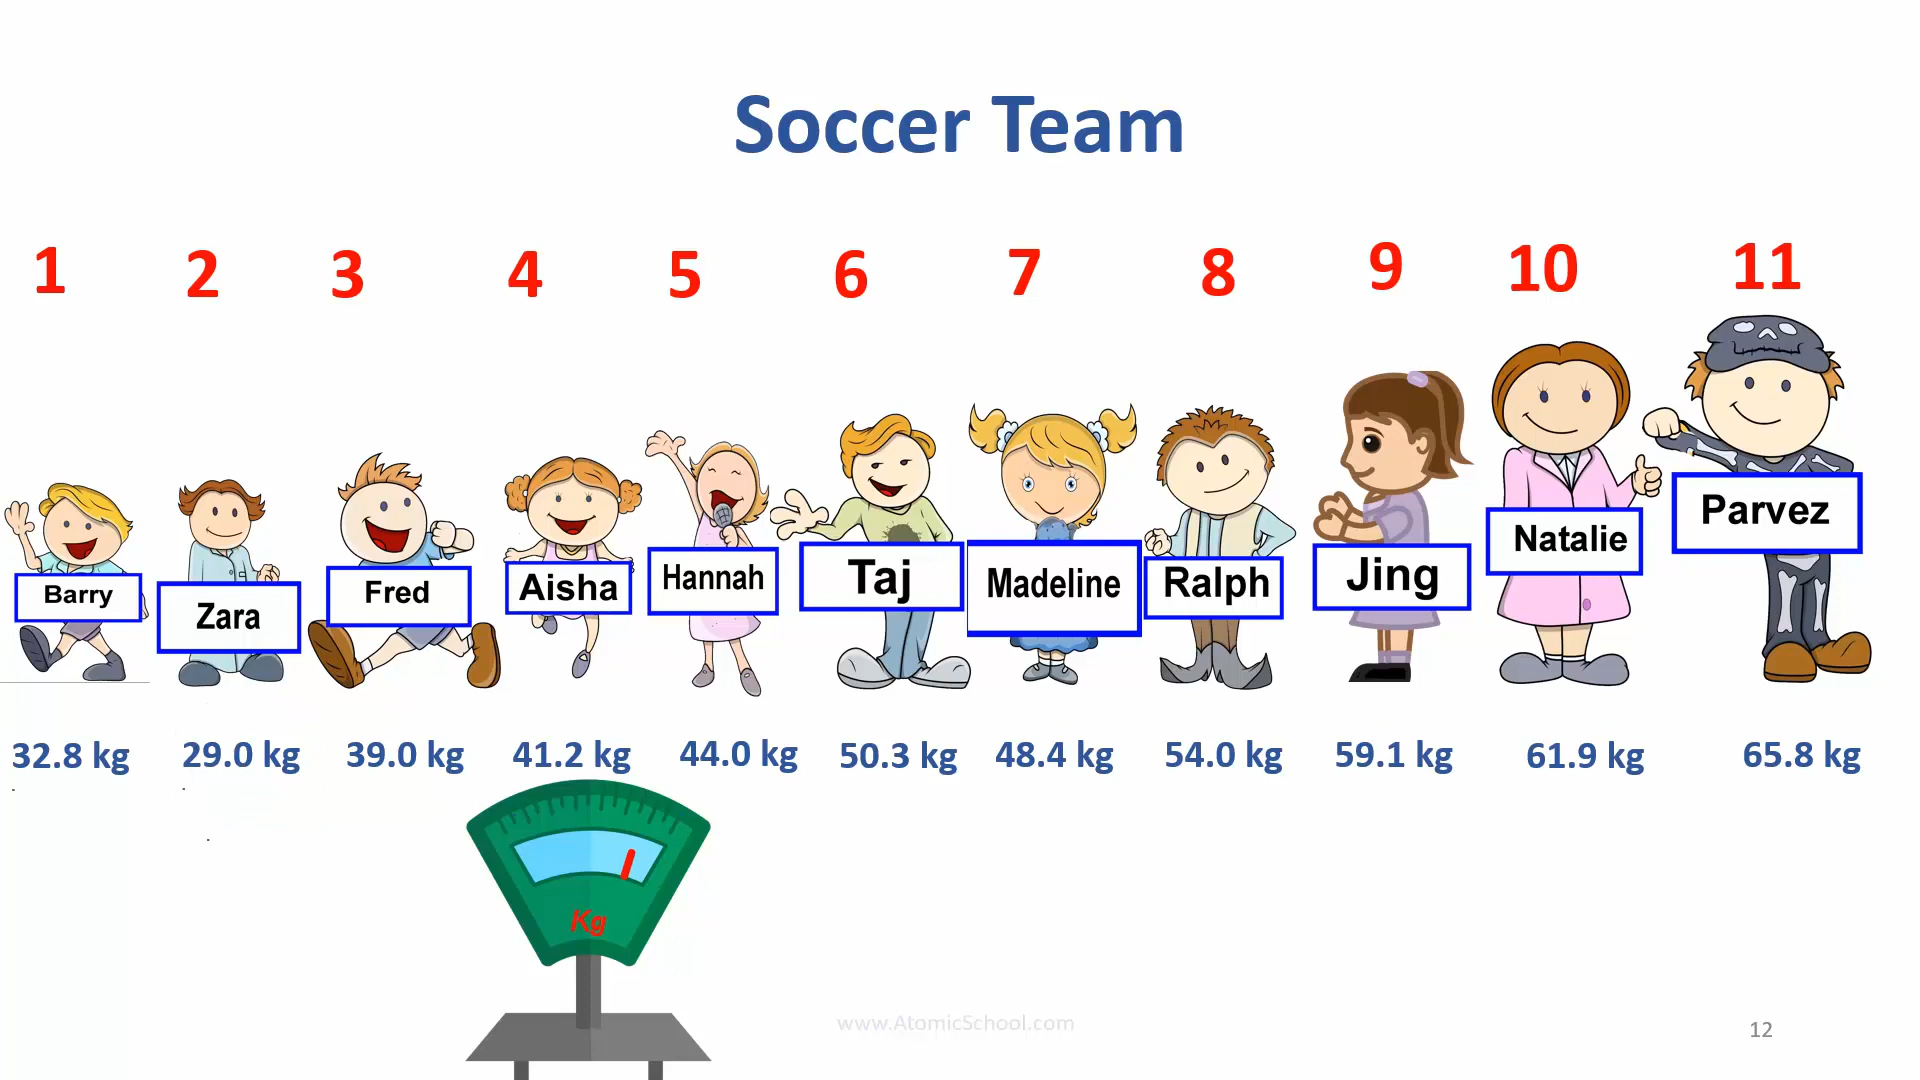 Soccer Team
1 2 3 4 5 6 7 8 9 10 11
Barry Zara Fred Aisha Hannah Taj Madeline Ralph Jing Natalie Parvez
32.8 kg 29.0 kg 39.0 kg 41.2 kg 44.0 kg 50.3 kg 48.4 kg 54.0 kg 59.1 kg 61.9 kg 65.8 kg
Kg
www.AtomicSchool.com
12